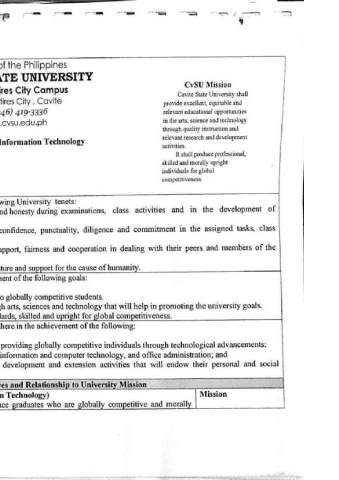 of the Philippines
ATE UNIVERSITY
ires City Campus
tires City , Cavite
46) 419-3336
.cvsu.edu.ph
Information Technology
CvSU Mission
Cavite State University shall
provide excellent, equitable and
relevant educational opportunities
in the arts, science and technology
through quality instruction and
relevant research and development
activities.
It shall produce professional,
skilled and morally upright
individuals for global
competitiveness.
wing University tenets:
nd honesty during examinations, class activities and in the development of
confidence, punctuality, diligence and commitment in the assigned tasks, class
pport, fairness and cooperation in dealing with their peers and members of the
ture and support for the cause of humanity.
ment of the following goals:
o globally competitive students.
gh arts, sciences and technology that will help in promoting the university goals.
dards, skilled and upright for global competitiveness.
here in the achievement of the following:
providing globally competitive individuals through technological advancements;
information and computer technology, and office administration; and
development and extension activities that will endow their personal and social
ves and Relationship to University Mission
n Technology)
Mission
nce graduates who are globally competitive and morally